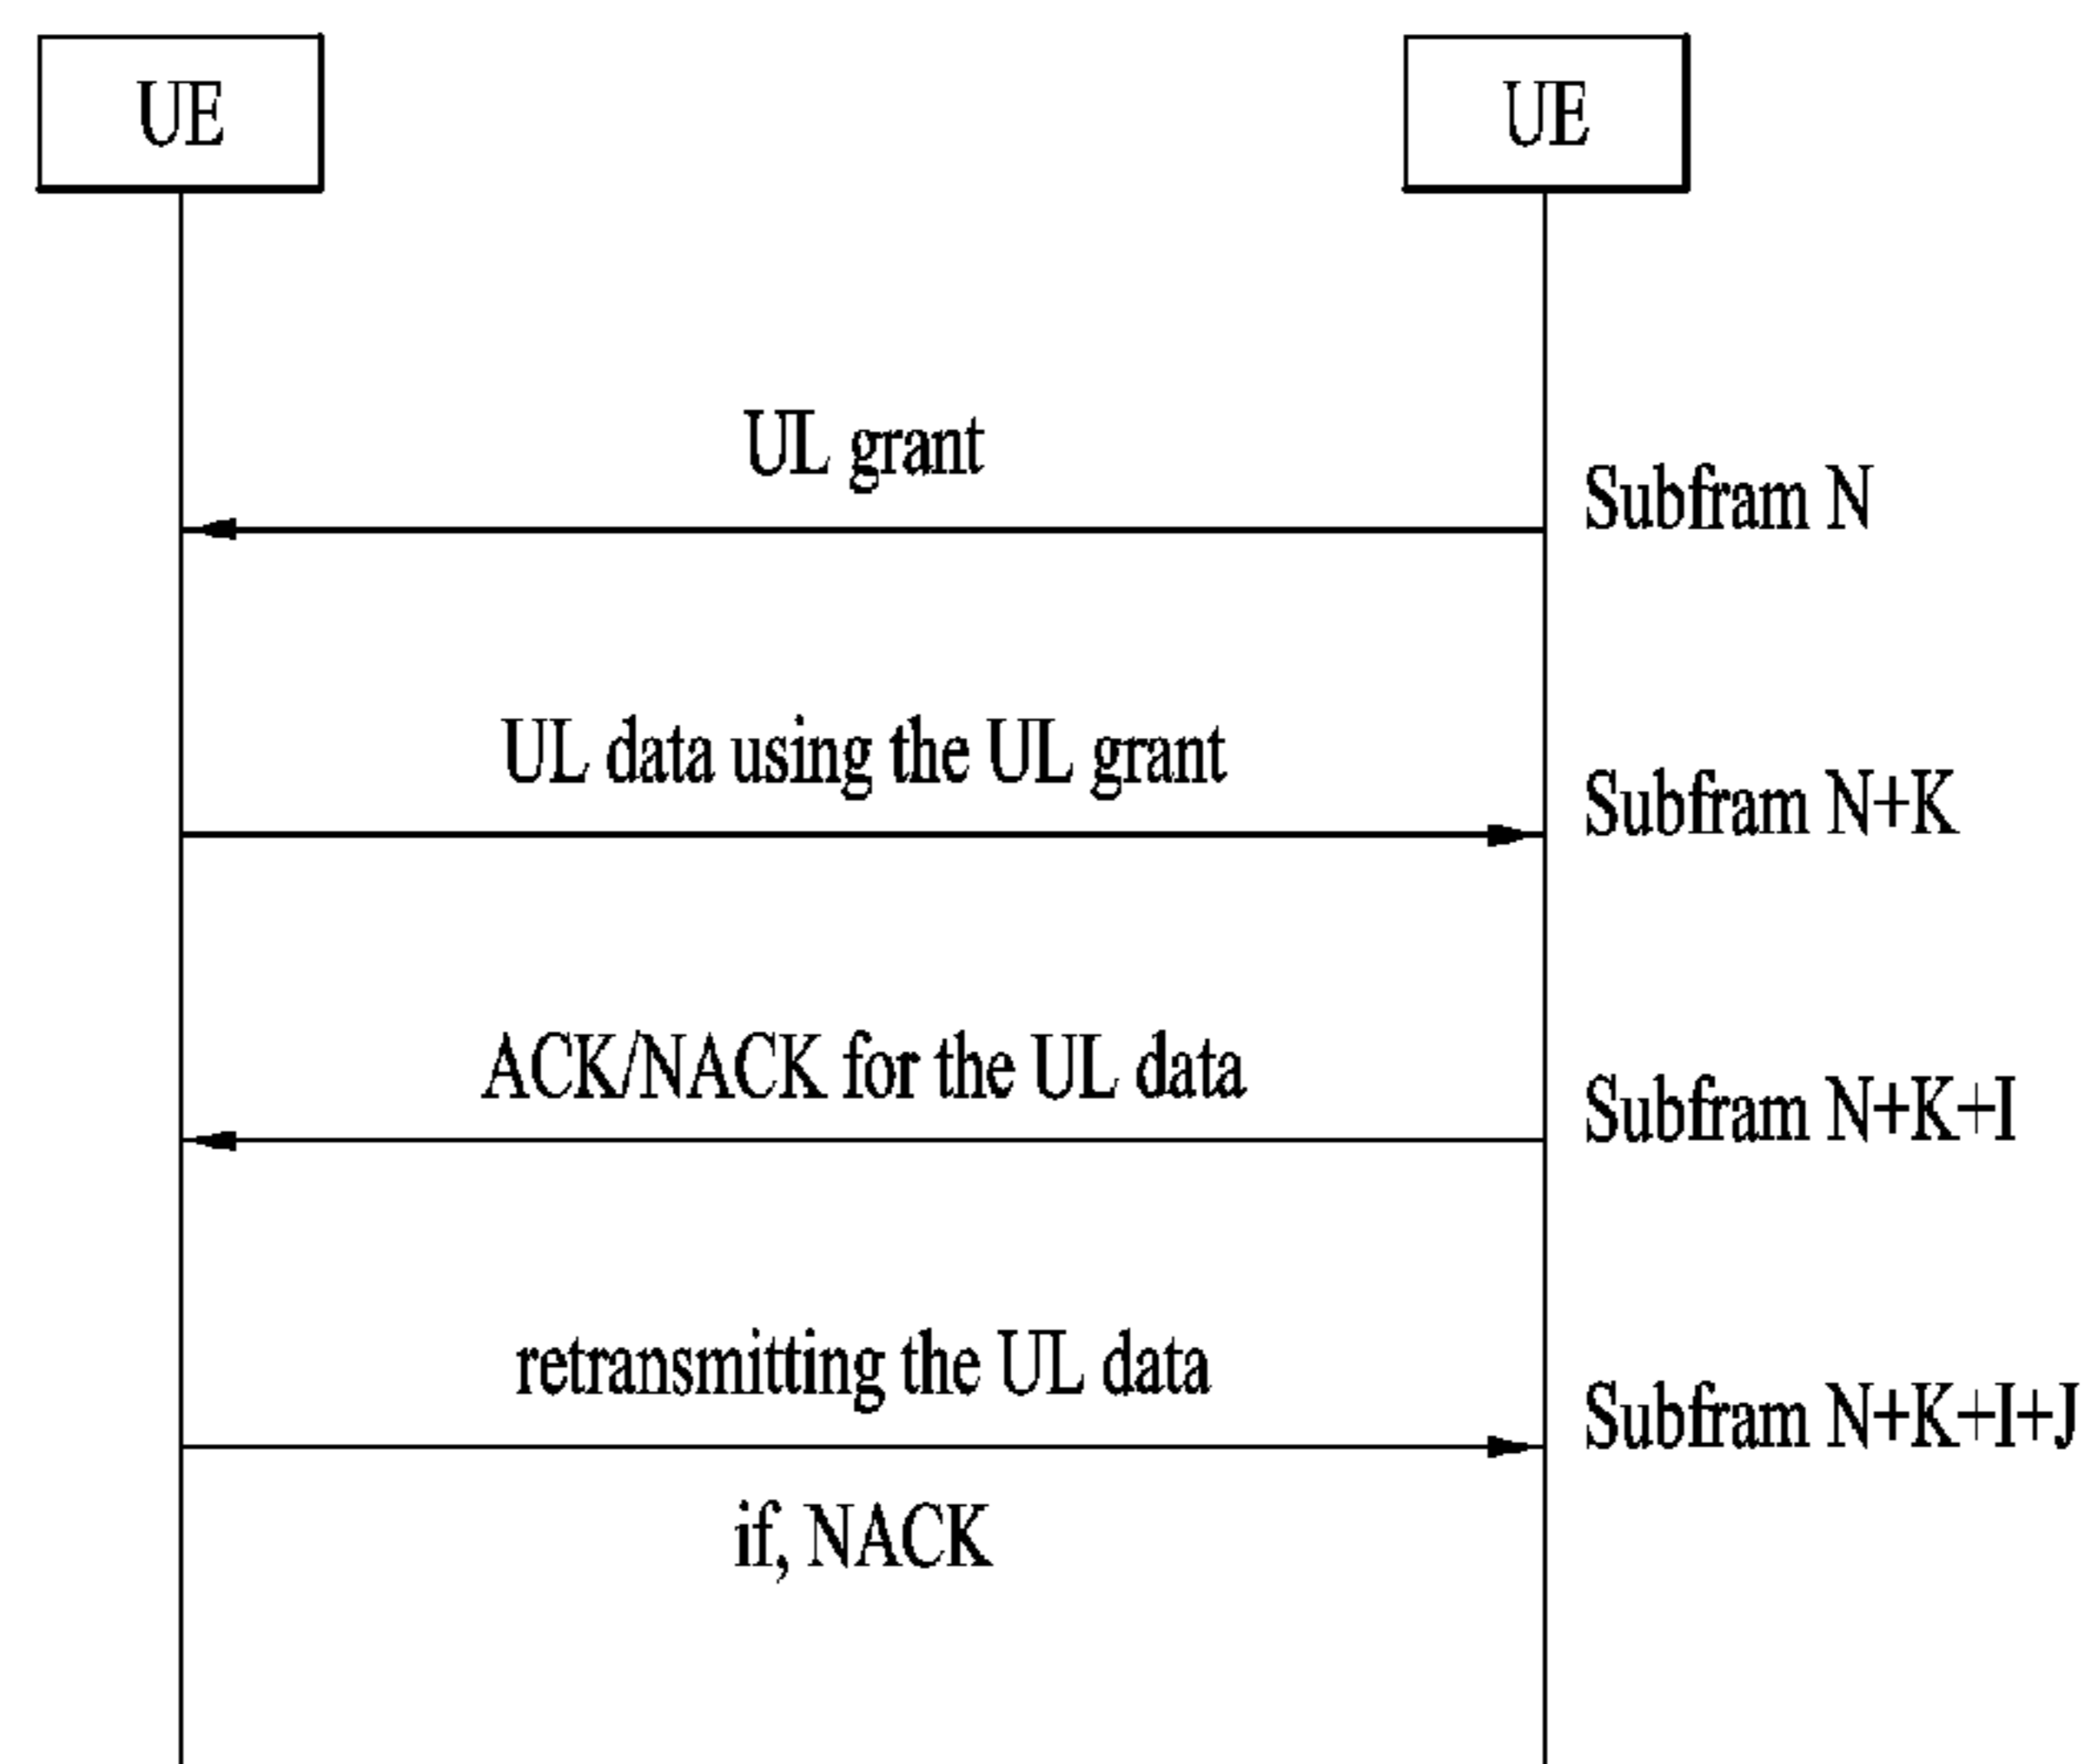 UE
UE
UL grant
Subfram N
UL data using the UL grant
Subfram N+K
ACK/NACK for the UL data
Subfram N+K+I
retransmitting the UL data
Subfram N+K+I+J
if, NACK